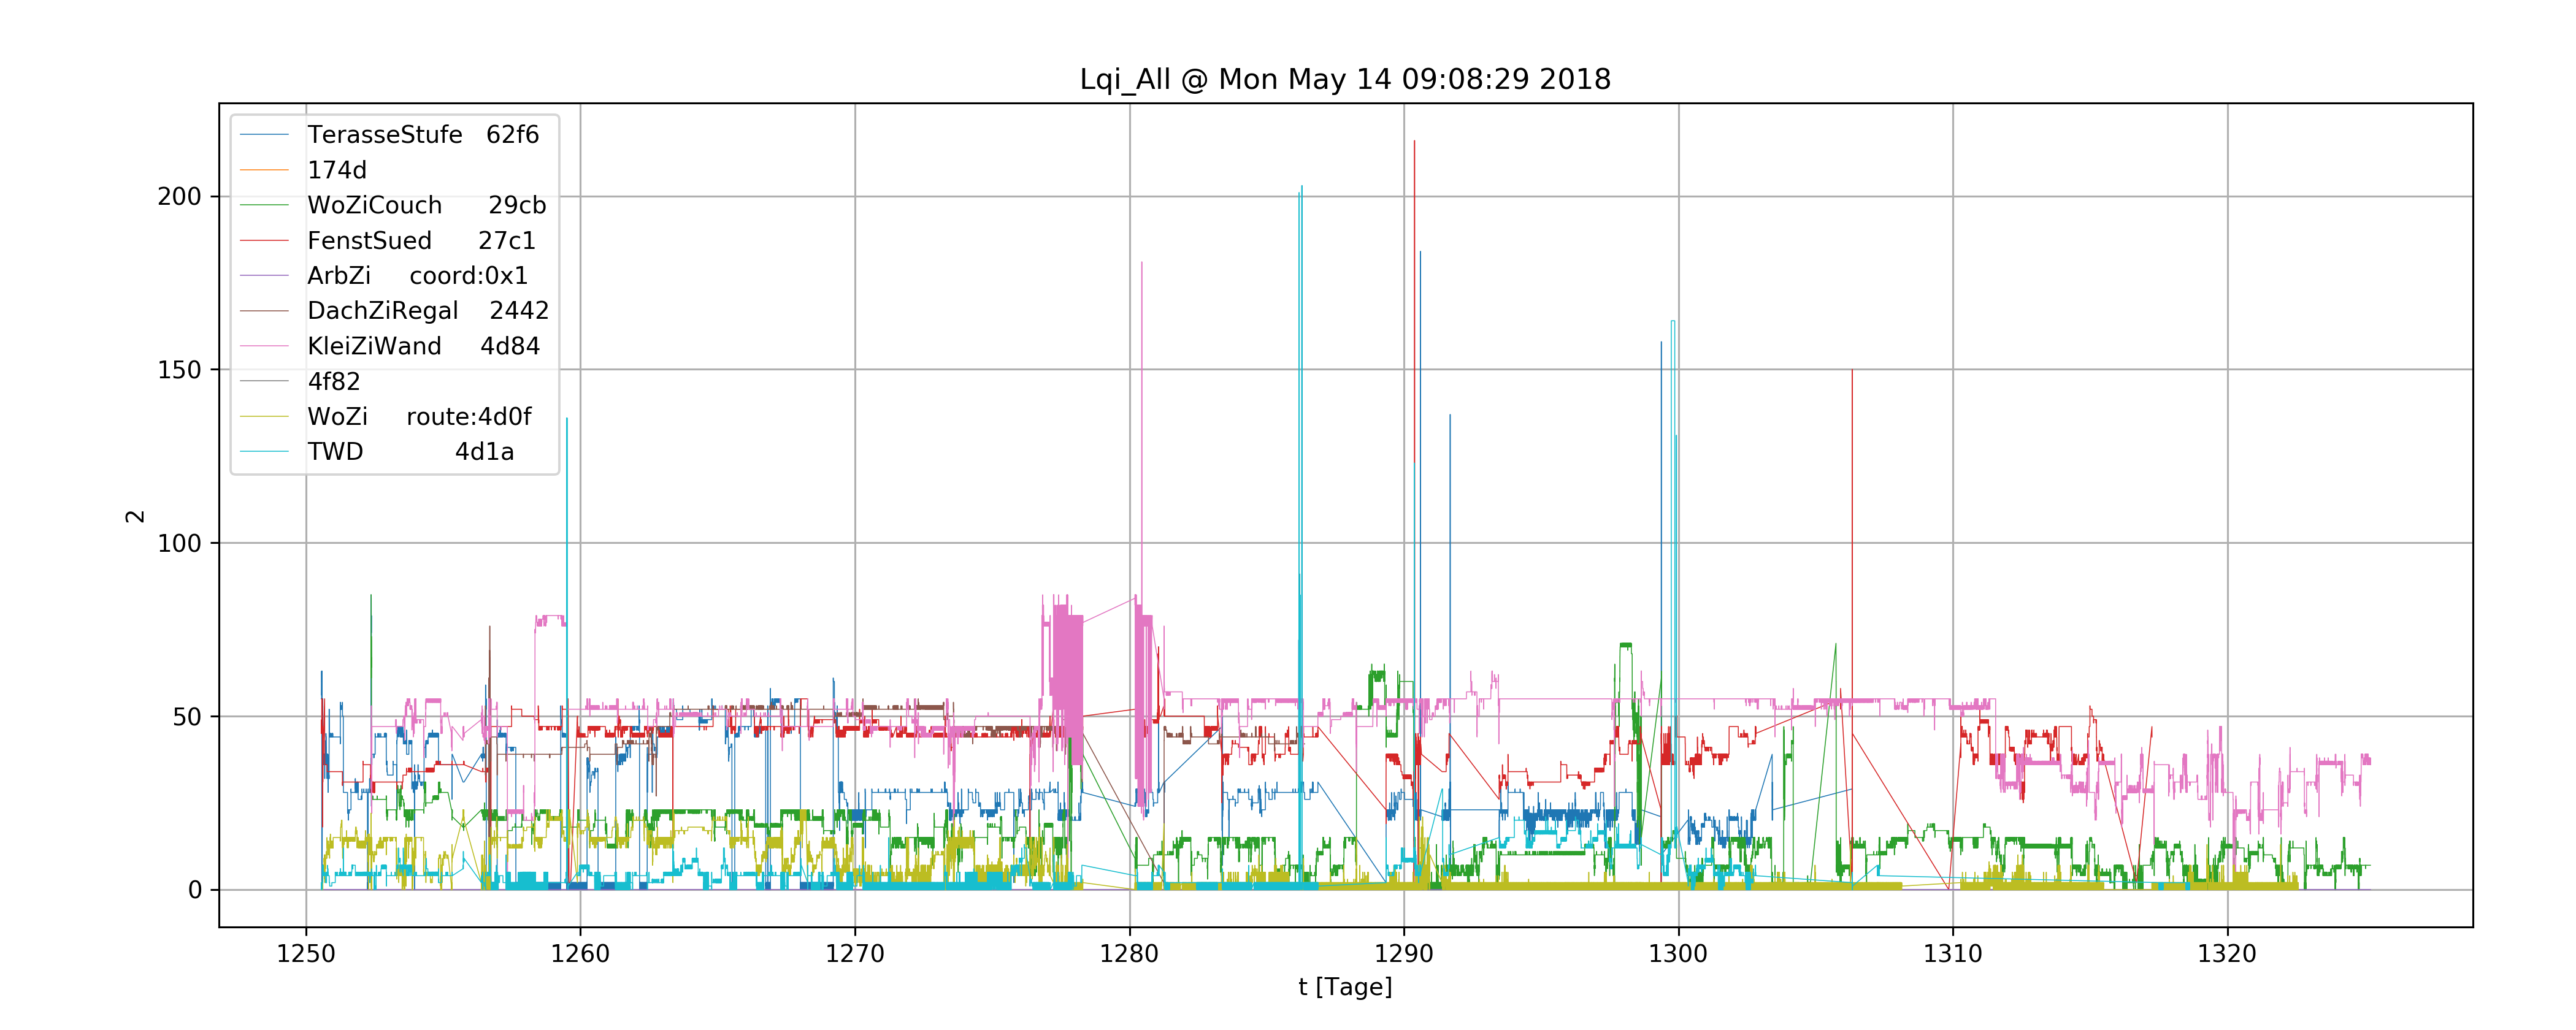 Lqi_All @ Mon May 14 09:08:29 2018
TerasseStufe 62f6
174d
WoZiCouch 29cb
FenstSued 27c1
ArbZi coord:0x1
DachZiRegal 2442
KleiZiWand 4d84
4f82
WoZi route:4d0f
TWD 4d1a
200
150
100
50
0
2
1250 1260 1270 1280 1290 1300 1310 1320
t [Tage]